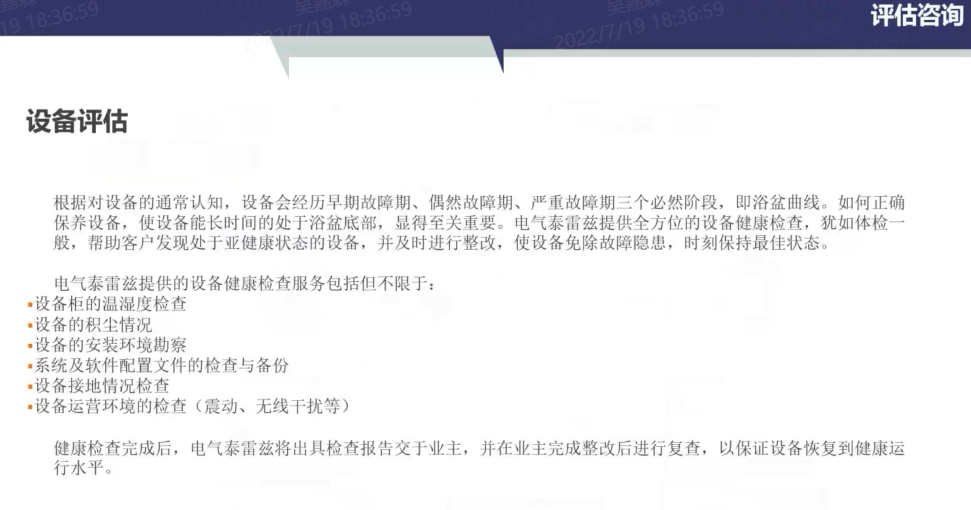 吴嘉霖
19 18:36:59
2022/7/19 18:36:59
2022/7/19 18:36:59
评估咨询
设备评估
根据对设备的通常认知，设备会经历早期故障期、偶然故障期、严重故障期三个必然阶段，即浴盆曲线。如何正确
保养设备，使设备能长时间的处于浴盆底部，显得至关重要。电气泰雷兹提供全方位的设备健康检查，犹如体检一
般，帮助客户发现处于亚健康状态的设备，并及时进行整改，使设备免除故障隐患，时刻保持最佳状态。
电气泰雷兹提供的设备健康检查服务包括但不限于：
▪设备柜的温湿度检查
▪设备的积尘情况
▪设备的安装环境勘察
▪系统及软件配置文件的检查与备份
▪设备接地情况检查
▪设备运营环境的检查（震动、无线干扰等）
健康检查完成后，电气泰雷兹将出具检查报告交于业主，并在业主完成整改后进行复查，以保证设备恢复到健康运
行水平。